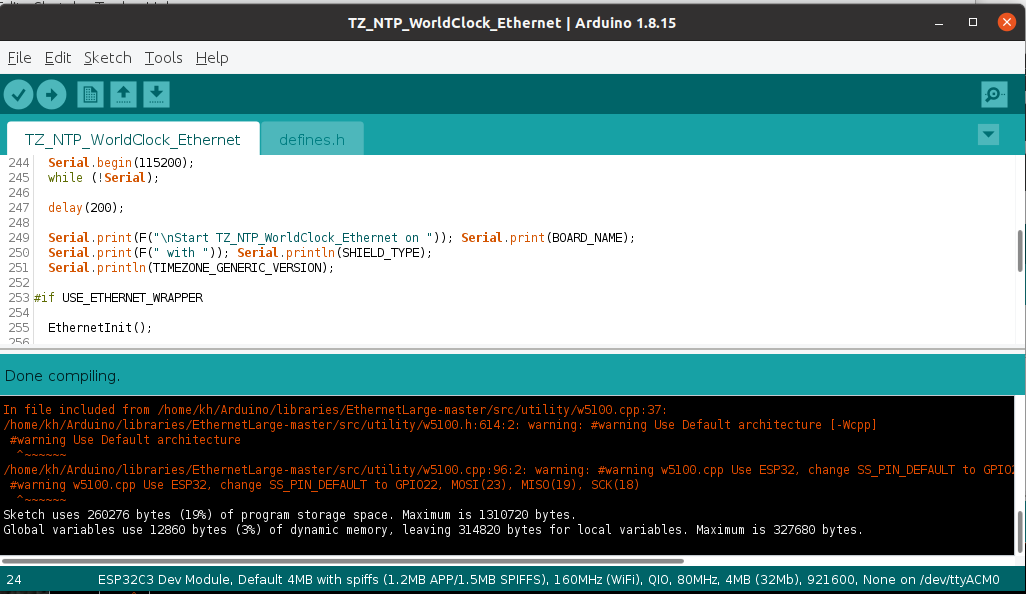 TZ_NTP_WorldClock_Ethernet | Arduino 1.8.15
File Edit Sketch Tools Help
TZ_NTP_WorldClock_Ethernet defines.h
244 Serial.begin(115200);
245 while (!Serial);
246
247 delay(200);
248
249 Serial.print(F("\nStart TZ_NTP_WorldClock_Ethernet on ")); Serial.print(BOARD_NAME);
250 Serial.print(F(" with ")); Serial.println(SHIELD_TYPE);
251 Serial.println(TIMEZONE_GENERIC_VERSION);
252
253 #if USE_ETHERNET_WRAPPER
254
255 EthernetInit();
256
Done compiling.
In file included from /home/kh/Arduino/libraries/EthernetLarge-master/src/utility/w5100.cpp:37:
/home/kh/Arduino/libraries/EthernetLarge-master/src/utility/w5100.h:614:2: warning: #warning Use Default architecture [-Wcpp]
#warning Use Default architecture
^~~~~~~
/home/kh/Arduino/libraries/EthernetLarge-master/src/utility/w5100.cpp:96:2: warning: #warning w5100.cpp Use ESP32, change SS_PIN_DEFAULT to GPIO2
#warning w5100.cpp Use ESP32, change SS_PIN_DEFAULT to GPIO22, MOSI(23), MISO(19), SCK(18)
^~~~~~~
Sketch uses 260276 bytes (19%) of program storage space. Maximum is 1310720 bytes.
Global variables use 12860 bytes (3%) of dynamic memory, leaving 314820 bytes for local variables. Maximum is 327680 bytes.
24 ESP32C3 Dev Module, Default 4MB with spiffs (1.2MB APP/1.5MB SPIFFS), 160MHz (WiFi), QIO, 80MHz, 4MB (32Mb), 921600, None on /dev/ttyACM0